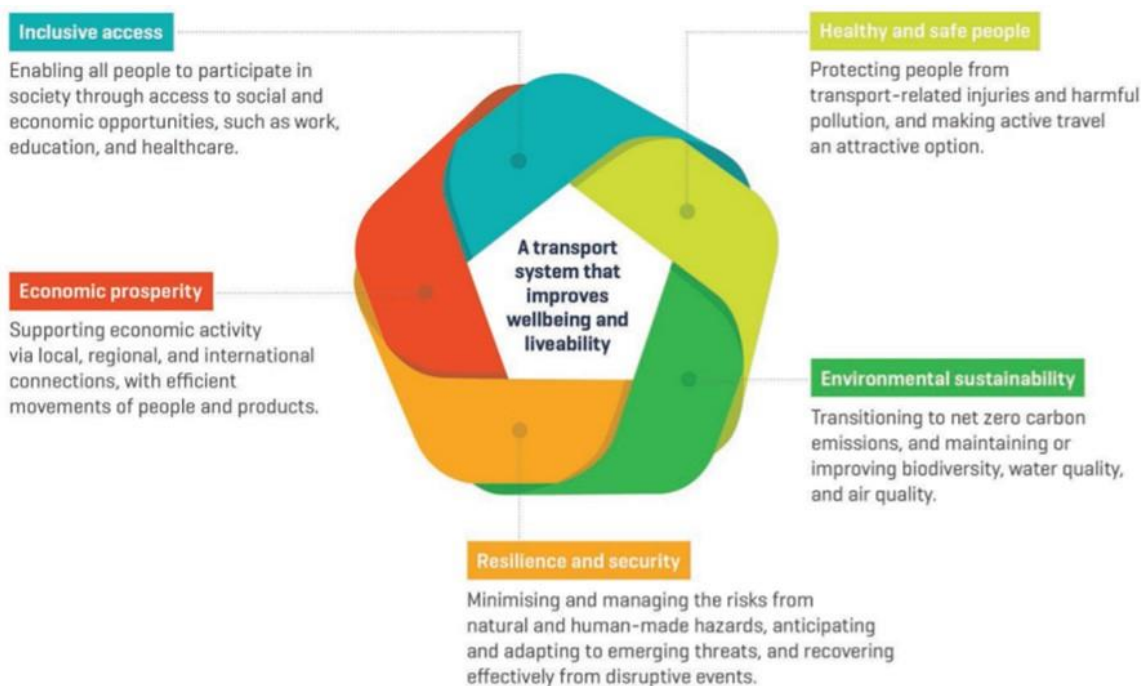 Inclusive access
Enabling all people to participate in
society through access to social and
economic opportunities, such as work,
education, and healthcare.
Healthy and safe people
Protecting people from
transport-related injuries and harmful
pollution, and making active travel
an attractive option.
A transport
system that
improves
wellbeing and
liveability
Economic prosperity
Supporting economic activity
via local, regional, and international
connections, with efficient
movements of people and products.
Environmental sustainability
Transitioning to net zero carbon
emissions, and maintaining or
improving biodiversity, water quality,
and air quality.
Resilience and security
Minimising and managing the risks from
natural and human-made hazards, anticipating
and adapting to emerging threats, and recovering
effectively from disruptive events.